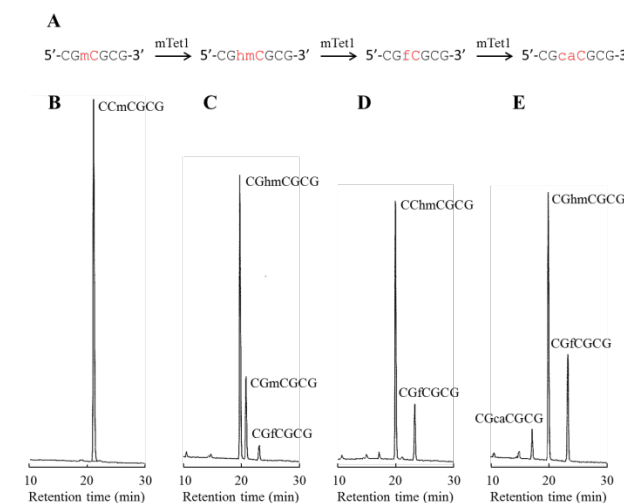 A
mTet1 mTet1 mTet1
5’-CGmCGCG-3’ 5’-CGhmCGCG-3’ 5’-CGfCGCG-3’ 5’-CGcaCGCG-3’
B C D E
CCmCGCG
CGhmCGCG
CGmCGCG
CGfCGCG
CChmCGCG
CGfCGCG
CGhmCGCG
CGfCGCG
CGcaCGCG
10 20 30 10 20 30 10 20 30 10 20 30
Retention time (min) Retention time (min) Retention time (min) Retention time (min)